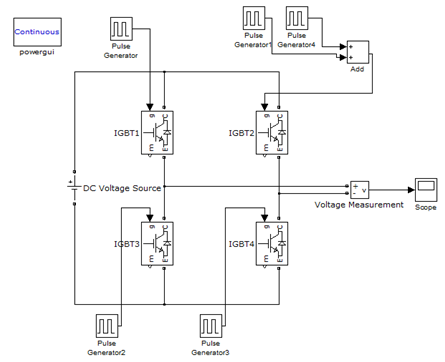 Continuous
powergui
Pulse
Generator
Pulse
Generator1
Pulse
Generator4
+
+
Add
g
C
m
E
IGBT1
g
C
m
E
IGBT2
+
DC Voltage Source
+
-
v
Voltage Measurement
Scope
g
C
m
E
IGBT3
g
C
m
E
IGBT4
Pulse
Generator2
Pulse
Generator3